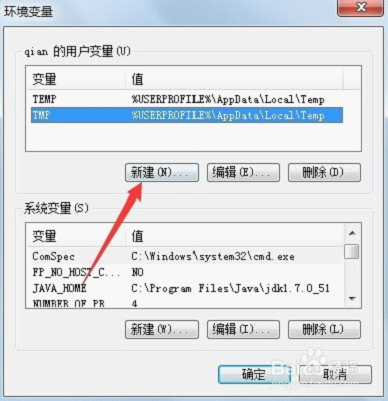 环境变量
qian 的用户变量(U)
变量 值
TEMP %USERPROFILE%\AppData\Local\Temp
TMP %USERPROFILE%\AppData\Local\Temp
新建(N)... 编辑(E)... 删除(D)
系统变量(S)
变量 值
ComSpec C:\Windows\system32\cmd.exe
FP_NO_HOST_C... NO
JAVA_HOME C:\Program Files\Java\jdk1.7.0_51
NUMBER_OF_PR 4
新建(W)... 编辑(I)... 删除(L)
确定 取消
Baidu 经验